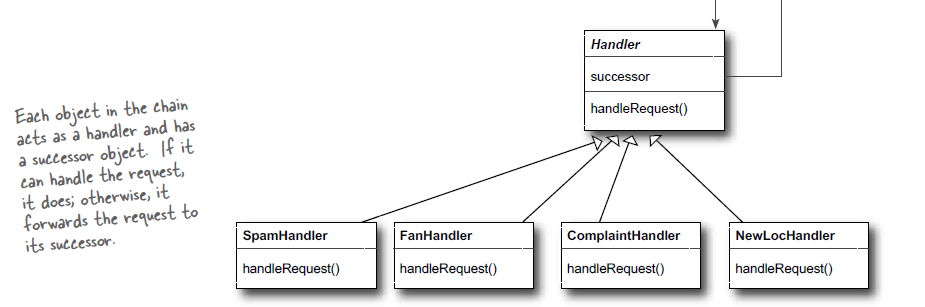 Handler
successor
handleRequest()
Each object in the chain
acts as a handler and has
a successor object. If it
can handle the request,
it does; otherwise, it
forwards the request to
its successor.
SpamHandler
handleRequest()
FanHandler
handleRequest()
ComplaintHandler
handleRequest()
NewLocHandler
handleRequest()